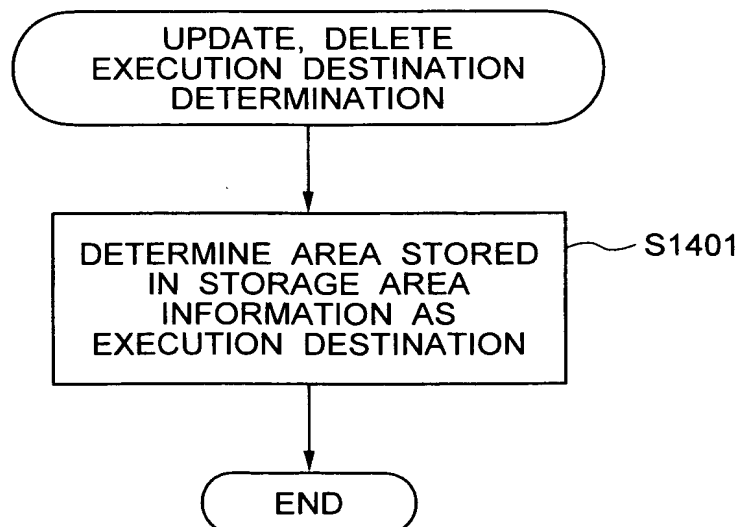 UPDATE, DELETE
EXECUTION DESTINATION
DETERMINATION
DETERMINE AREA STORED
IN STORAGE AREA
INFORMATION AS
EXECUTION DESTINATION
S1401
END